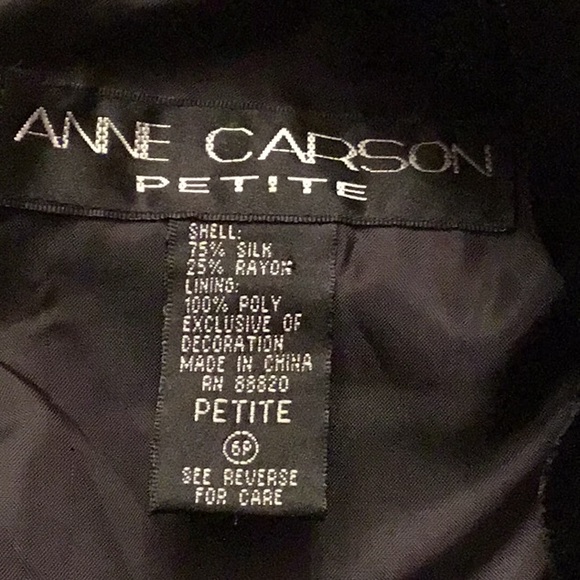 ANNE CARSON
PETITE
SHELL:
75% SILK
25% RAYON
LINING:
100% POLY
EXCLUSIVE OF
DECORATION
MADE IN CHINA
RN 88820
PETITE
6P
SEE REVERSE
FOR CARE